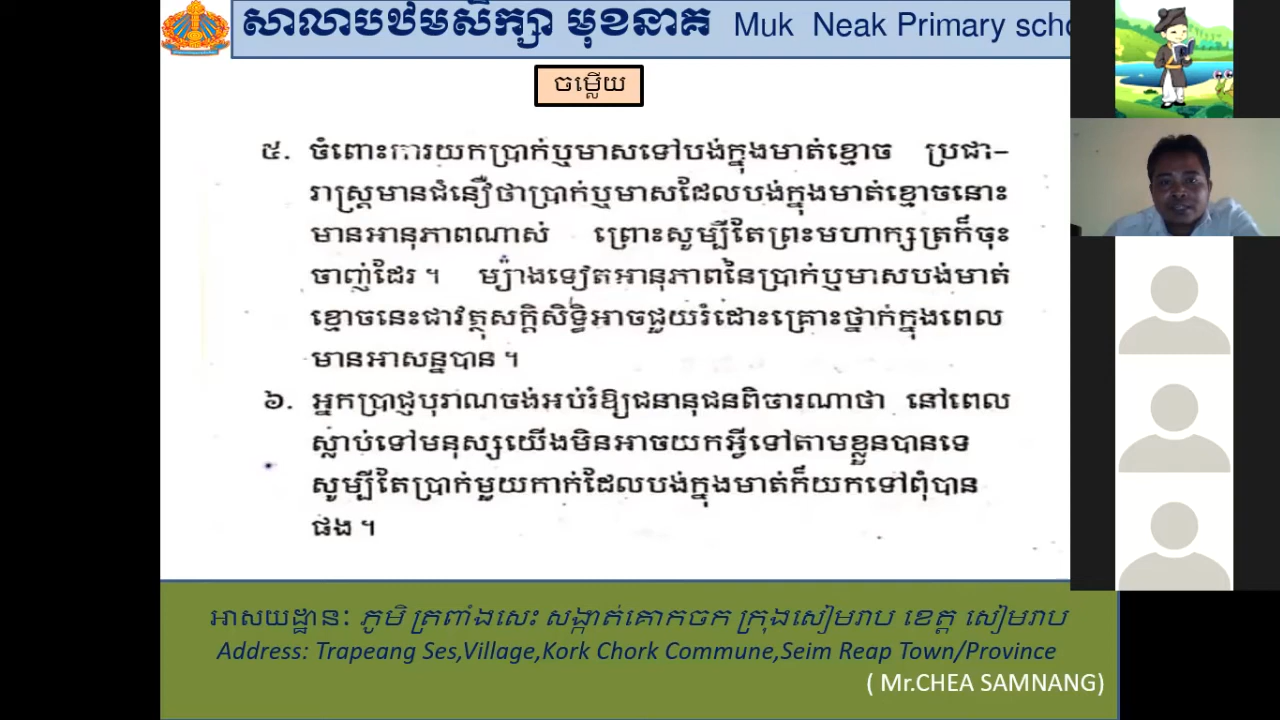 សាលាបឋមសិក្សា មុខនាគ Muk Neak Primary scho
ចម្លើយ
៥. ចំពោះការយកប្រាក់ឬមាសទៅបង់ក្នុងមាត់ខ្មោច ប្រជា-
រាស្ត្រមានជំនឿថាប្រាក់ឬមាសដែលបង់ក្នុងមាត់ខ្មោចនោះ
មានអានុភាពណាស់ ព្រោះសូម្បីតែព្រះមហាក្សត្រក៏ចុះ
ចាញ់ដែរ ។ ម្យ៉ាងទៀតអានុភាពនៃប្រាក់ឬមាសបង់មាត់
ខ្មោចនេះជាវត្ថុសក្តិសិទ្ធិអាចជួយរំដោះគ្រោះថ្នាក់ក្នុងពេល
មានអាសន្នបាន ។
៦. អ្នកប្រាជ្ញបុរាណចង់អប់រំឱ្យជនានុជនពិចារណាថា នៅពេល
ស្លាប់ទៅមនុស្សយើងមិនអាចយកអ្វីទៅតាមខ្លួនបានទេ
សូម្បីតែប្រាក់មួយកាក់ដែលបង់ក្នុងមាត់ក៏យកទៅពុំបាន
ផង ។
អាសយដ្ឋាន: ភូមិ ត្រពាំងសេះ សង្កាត់គោកចក ក្រុងសៀមរាប ខេត្ត សៀមរាប
Address: Trapeang Ses,Village,Kork Chork Commune,Seim Reap Town/Province
( Mr.CHEA SAMNANG)